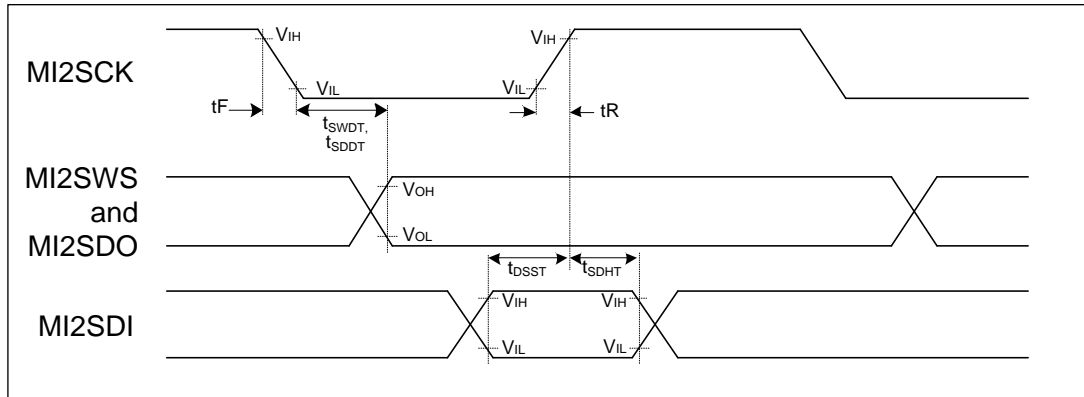 MI2SCK
VIH
VIH
VIL
VIL
tF
tSWDT,
tSDDT
tR
MI2SWS
and
MI2SDO
VOH
VOL
tDSST
tSDHT
MI2SDI
VIH
VIH
VIL
VIL